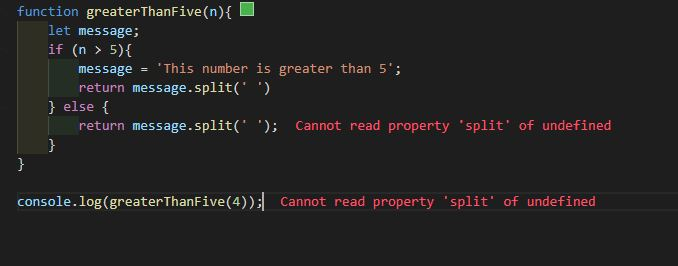 function greaterThanFive(n){
let message;
if (n > 5){
message = 'This number is greater than 5';
return message.split(' ')
} else {
return message.split(' '); Cannot read property 'split' of undefined
}
}
console.log(greaterThanFive(4)); Cannot read property 'split' of undefined